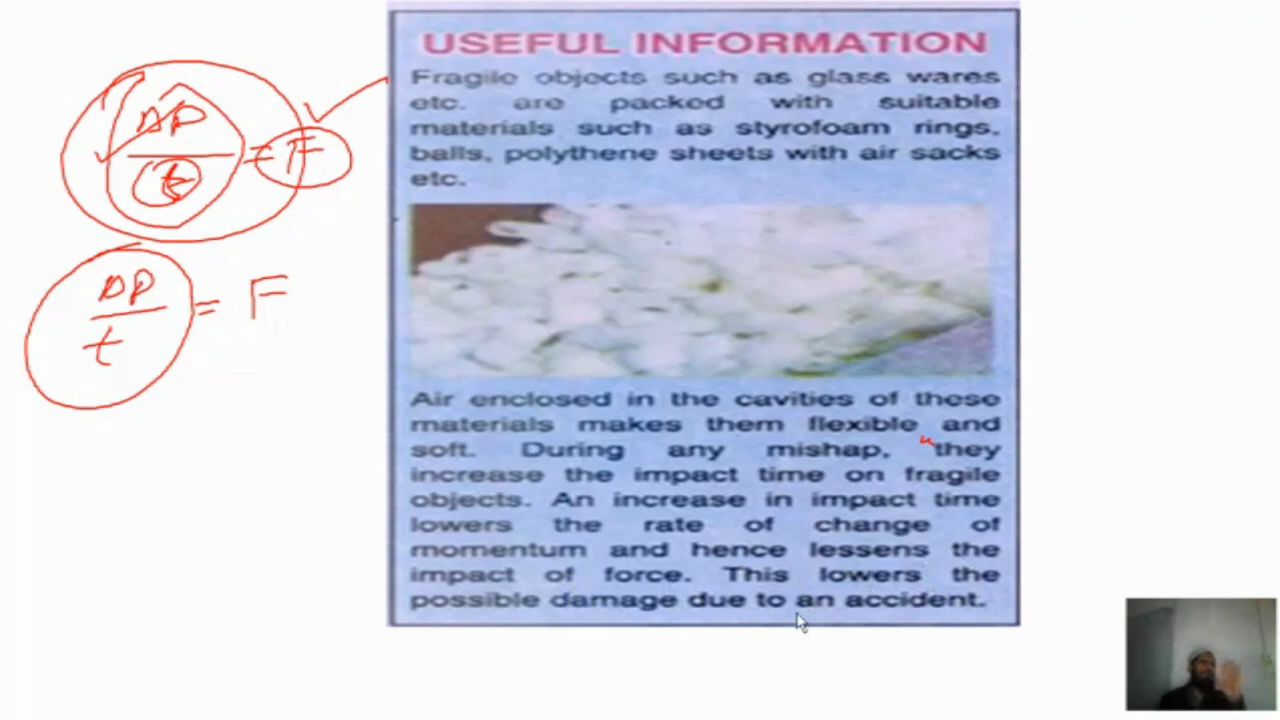 USEFUL INFORMATION
Fragile objects such as glass wares
etc. are packed with suitable
materials such as styrofoam rings,
balls, polythene sheets with air sacks
etc.
Air enclosed in the cavities of these
materials makes them flexible and
soft. During any mishap, they
increase the impact time on fragile
objects. An increase in impact time
lowers the rate of change of
momentum and hence lessens the
impact of force. This lowers the
possible damage due to an accident.
ΔP
t
= F
ΔP
t
= F